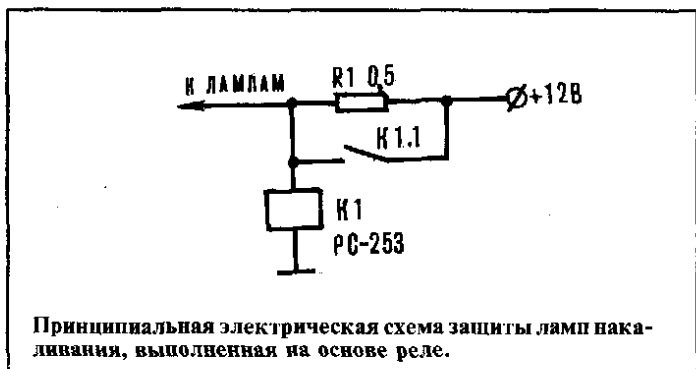 К ЛАМПАМ
R1 0,5
+12В
К1.1
К1
РС-253
Принципиальная электрическая схема защиты ламп нака-
ливания, выполненная на основе реле.